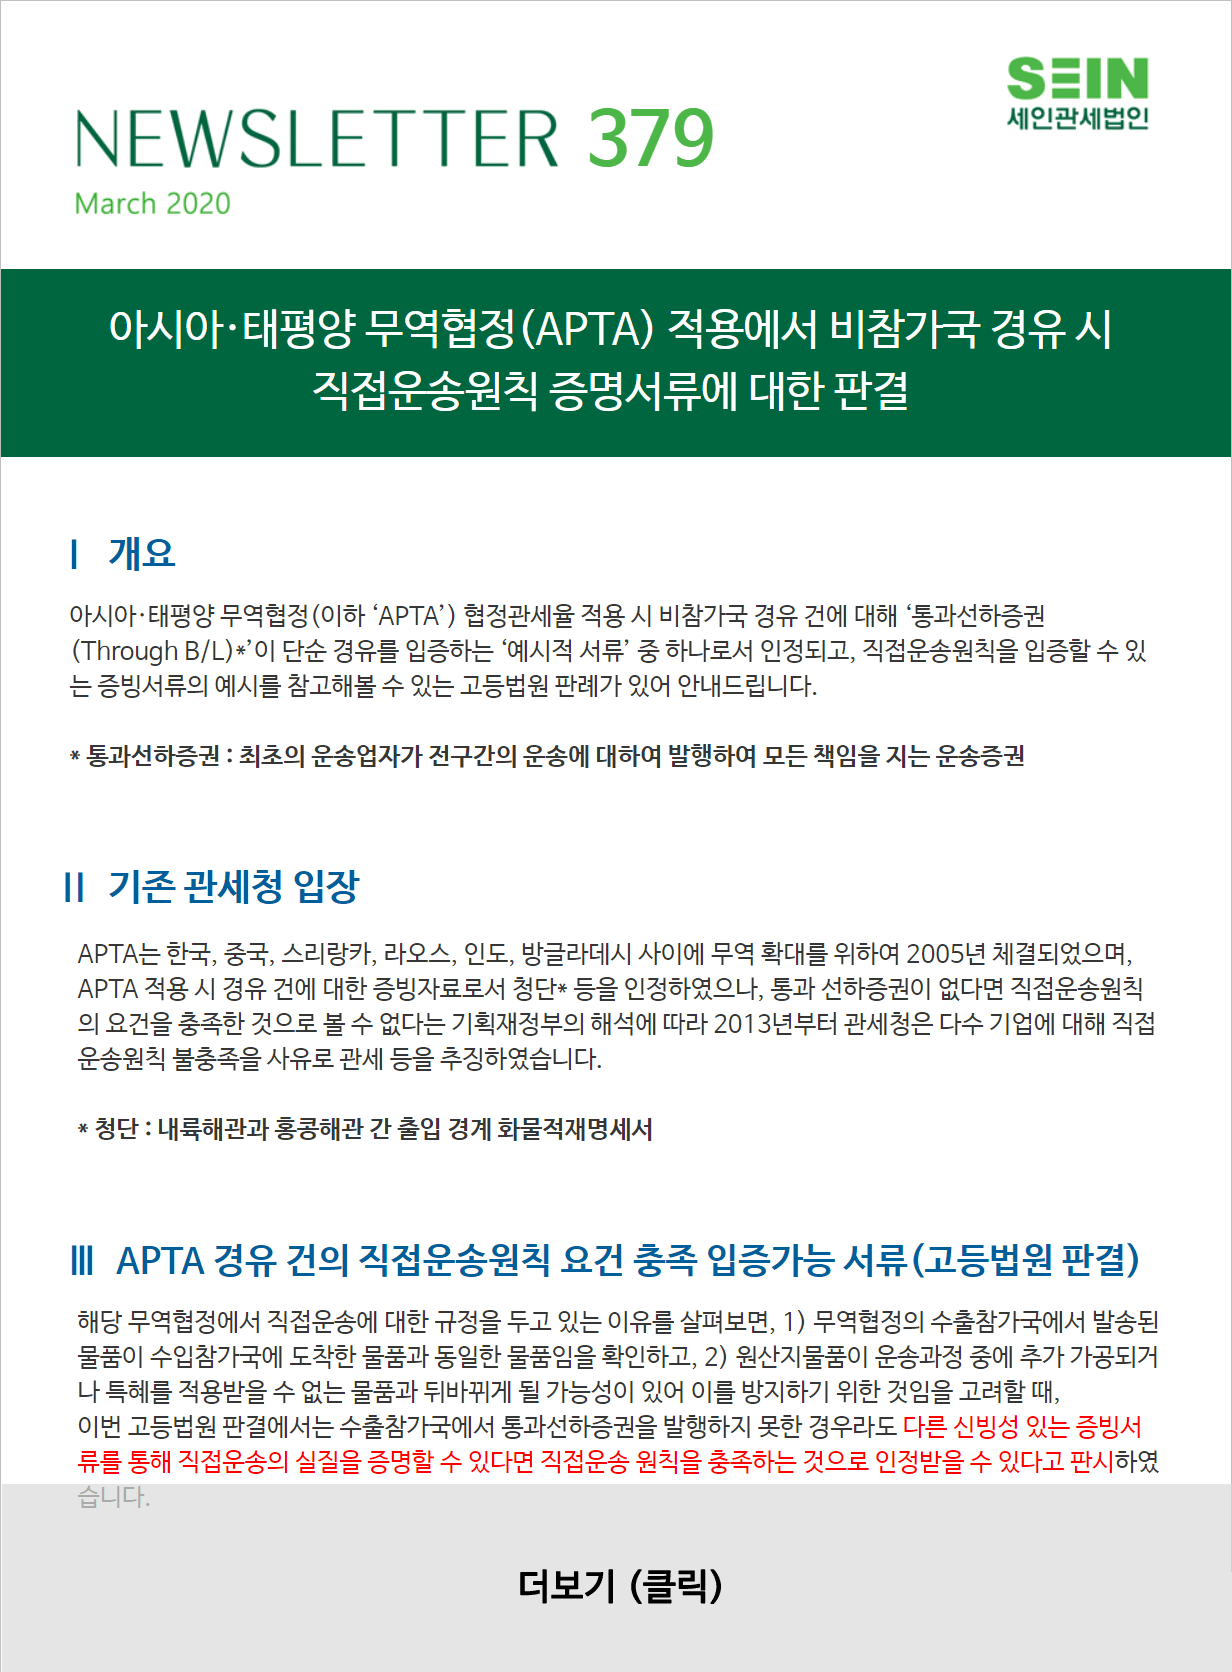 SEIN
세인관세법인
NEWSLETTER 379
March 2020
아시아·태평양 무역협정(APTA) 적용에서 비참가국 경유 시
직접운송원칙 증명서류에 대한 판결
Ⅰ 개요
아시아·태평양 무역협정(이하 ‘APTA’) 협정관세율 적용 시 비참가국 경유 건에 대해 ‘통과선하증권
(Through B/L)*’이 단순 경유를 입증하는 ‘예시적 서류’ 중 하나로서 인정되고, 직접운송원칙을 입증할 수 있
는 증빙서류의 예시를 참고해볼 수 있는 고등법원 판례가 있어 안내드립니다.
* 통과선하증권 : 최초의 운송업자가 전구간의 운송에 대하여 발행하여 모든 책임을 지는 운송증권
II 기존 관세청 입장
APTA는 한국, 중국, 스리랑카, 라오스, 인도, 방글라데시 사이에 무역 확대를 위하여 2005년 체결되었으며,
APTA 적용 시 경유 건에 대한 증빙자료로서 청단* 등을 인정하였으나, 통과 선하증권이 없다면 직접운송원칙
의 요건을 충족한 것으로 볼 수 없다는 기획재정부의 해석에 따라 2013년부터 관세청은 다수 기업에 대해 직접
운송원칙 불충족을 사유로 관세 등을 추징하였습니다.
* 청단 : 내륙해관과 홍콩해관 간 출입 경계 화물적재명세서
Ⅲ APTA 경유 건의 직접운송원칙 요건 충족 입증가능 서류(고등법원 판결)
해당 무역협정에서 직접운송에 대한 규정을 두고 있는 이유를 살펴보면, 1) 무역협정의 수출참가국에서 발송된
물품이 수입참가국에 도착한 물품과 동일한 물품임을 확인하고, 2) 원산지물품이 운송과정 중에 추가 가공되거
나 특혜를 적용받을 수 없는 물품과 뒤바뀌게 될 가능성이 있어 이를 방지하기 위한 것임을 고려할 때,
이번 고등법원 판결에서는 수출참가국에서 통과선하증권을 발행하지 못한 경우라도 다른 신빙성 있는 증빙서
류를 통해 직접운송의 실질을 증명할 수 있다면 직접운송 원칙을 충족하는 것으로 인정받을 수 있다고 판시하였
습니다.
더보기 (클릭)